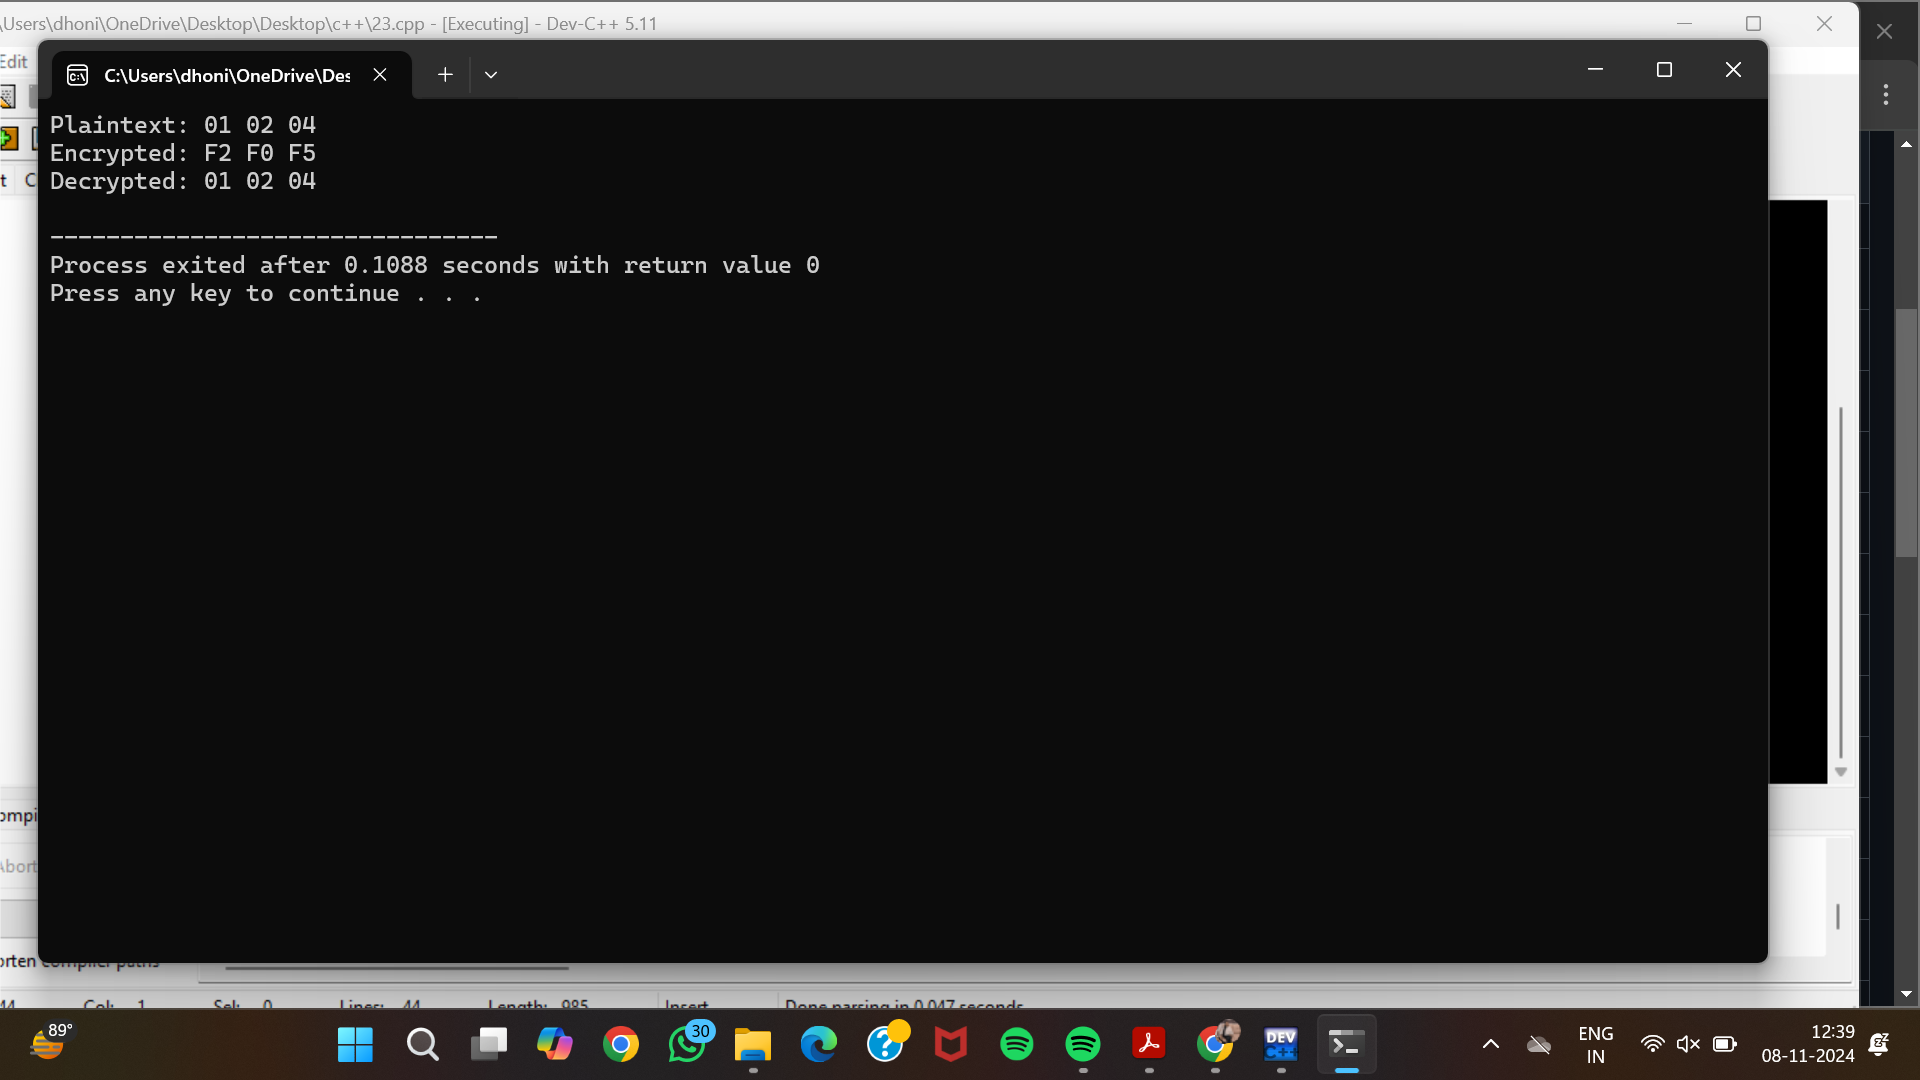 \Users\dhoni\OneDrive\Desktop\Desktop\c++\23.cpp - [Executing] - Dev-C++ 5.11
Edit
C:\Users\dhoni\OneDrive\Des
Plaintext: 01 02 04
Encrypted: F2 F0 F5
Decrypted: 01 02 04
--------------------------------
Process exited after 0.1088 seconds with return value 0
Press any key to continue . . .
t C
ompi
Abort
orten compiler paths
44 Col: 1 Sel: 0 Lines: 44 Length: 985 Insert Done parsing in 0.047 seconds
89°
30
DEV
C++
ENG
IN
12:39
08-11-2024